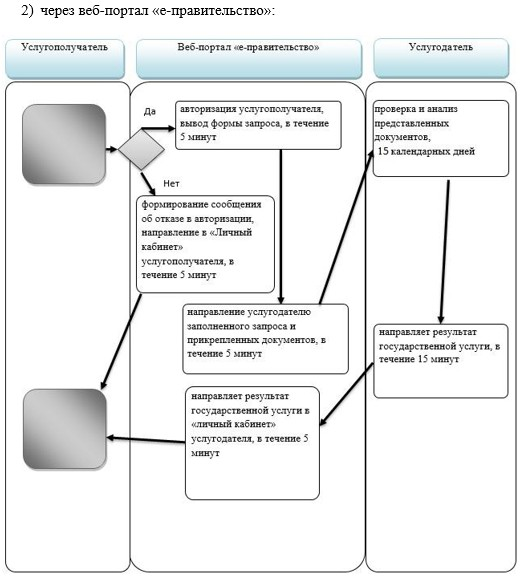 2) через веб-портал «е-правительство»:
Услугополучатель
Веб-портал «е-правительство»
Услугодатель
Да
авторизация услугополучателя,
вывод формы запроса, в течение
5 минут
проверка и анализ
представленных
документов,
15 календарных дней
Нет
формирование сообщения
об отказе в авторизации,
направление в «Личный
кабинет»
услугополучателя, в
течение 5 минут
направление услугодателю
заполненного запроса и
прикрепленных документов, в
течение 5 минут
направляет результат
государственной услуги, в
течение 15 минут
направляет результат
государственной услуги в
«личный кабинет»
услугодателя, в течение 5
минут